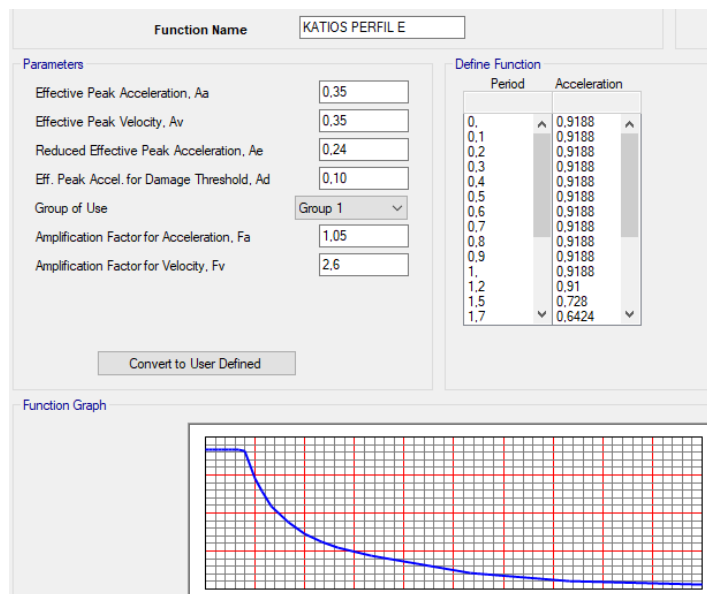 Function Name KATIOS PERFIL E
Parameters
Effective Peak Acceleration, Aa 0,35
Effective Peak Velocity, Av 0,35
Reduced Effective Peak Acceleration, Ae 0,24
Eff. Peak Accel. for Damage Threshold, Ad 0,10
Group of Use Group 1
Amplification Factor for Acceleration, Fa 1,05
Amplification Factor for Velocity, Fv 2,6
Convert to User Defined
Define Function
Period Acceleration
0, 0,9188
0,1 0,9188
0,2 0,9188
0,3 0,9188
0,4 0,9188
0,5 0,9188
0,6 0,9188
0,7 0,9188
0,8 0,9188
0,9 0,9188
1, 0,9188
1,2 0,91
1,5 0,728
1,7 0,6424
Function Graph